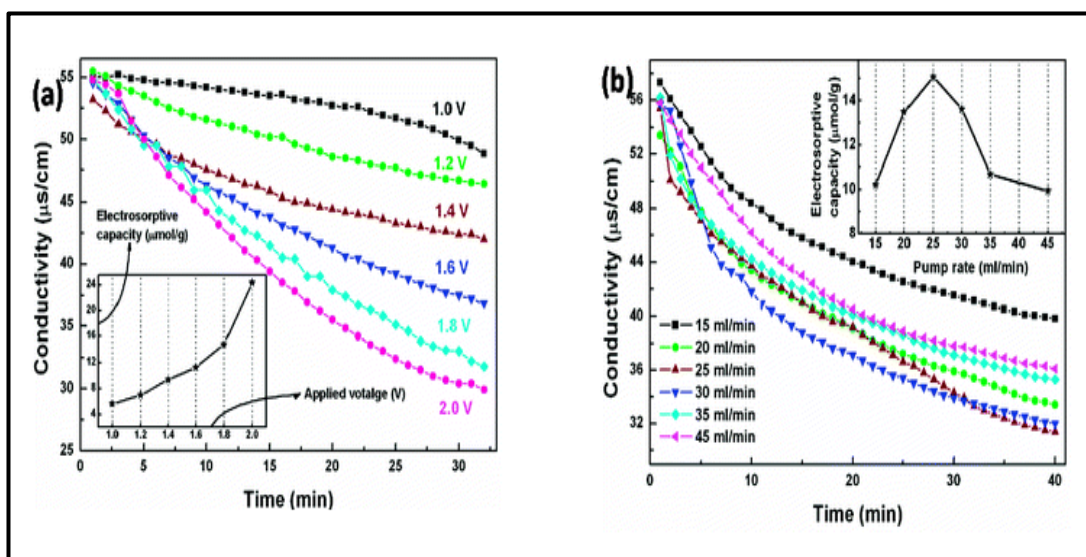 (a)
Conductivity (µs/cm)
55
50
45
40
35
30
25
0 5 10 15 20 25 30
Time (min)
1.0 V
1.2 V
1.4 V
1.6 V
1.8 V
2.0 V
Electrosorptive
capacity (µmol/g)
24
20
16
12
8
4
1.0 1.2 1.4 1.6 1.8 2.0
Applied votalge (V)
(b)
Conductivity (µs/cm)
56
52
48
44
40
36
32
0 10 20 30 40
Time (min)
15 ml/min
20 ml/min
25 ml/min
30 ml/min
35 ml/min
45 ml/min
Electrosorptive
capacity (µmol/g)
14
12
10
8
15 20 25 30 35 40 45
Pump rate (ml/min)